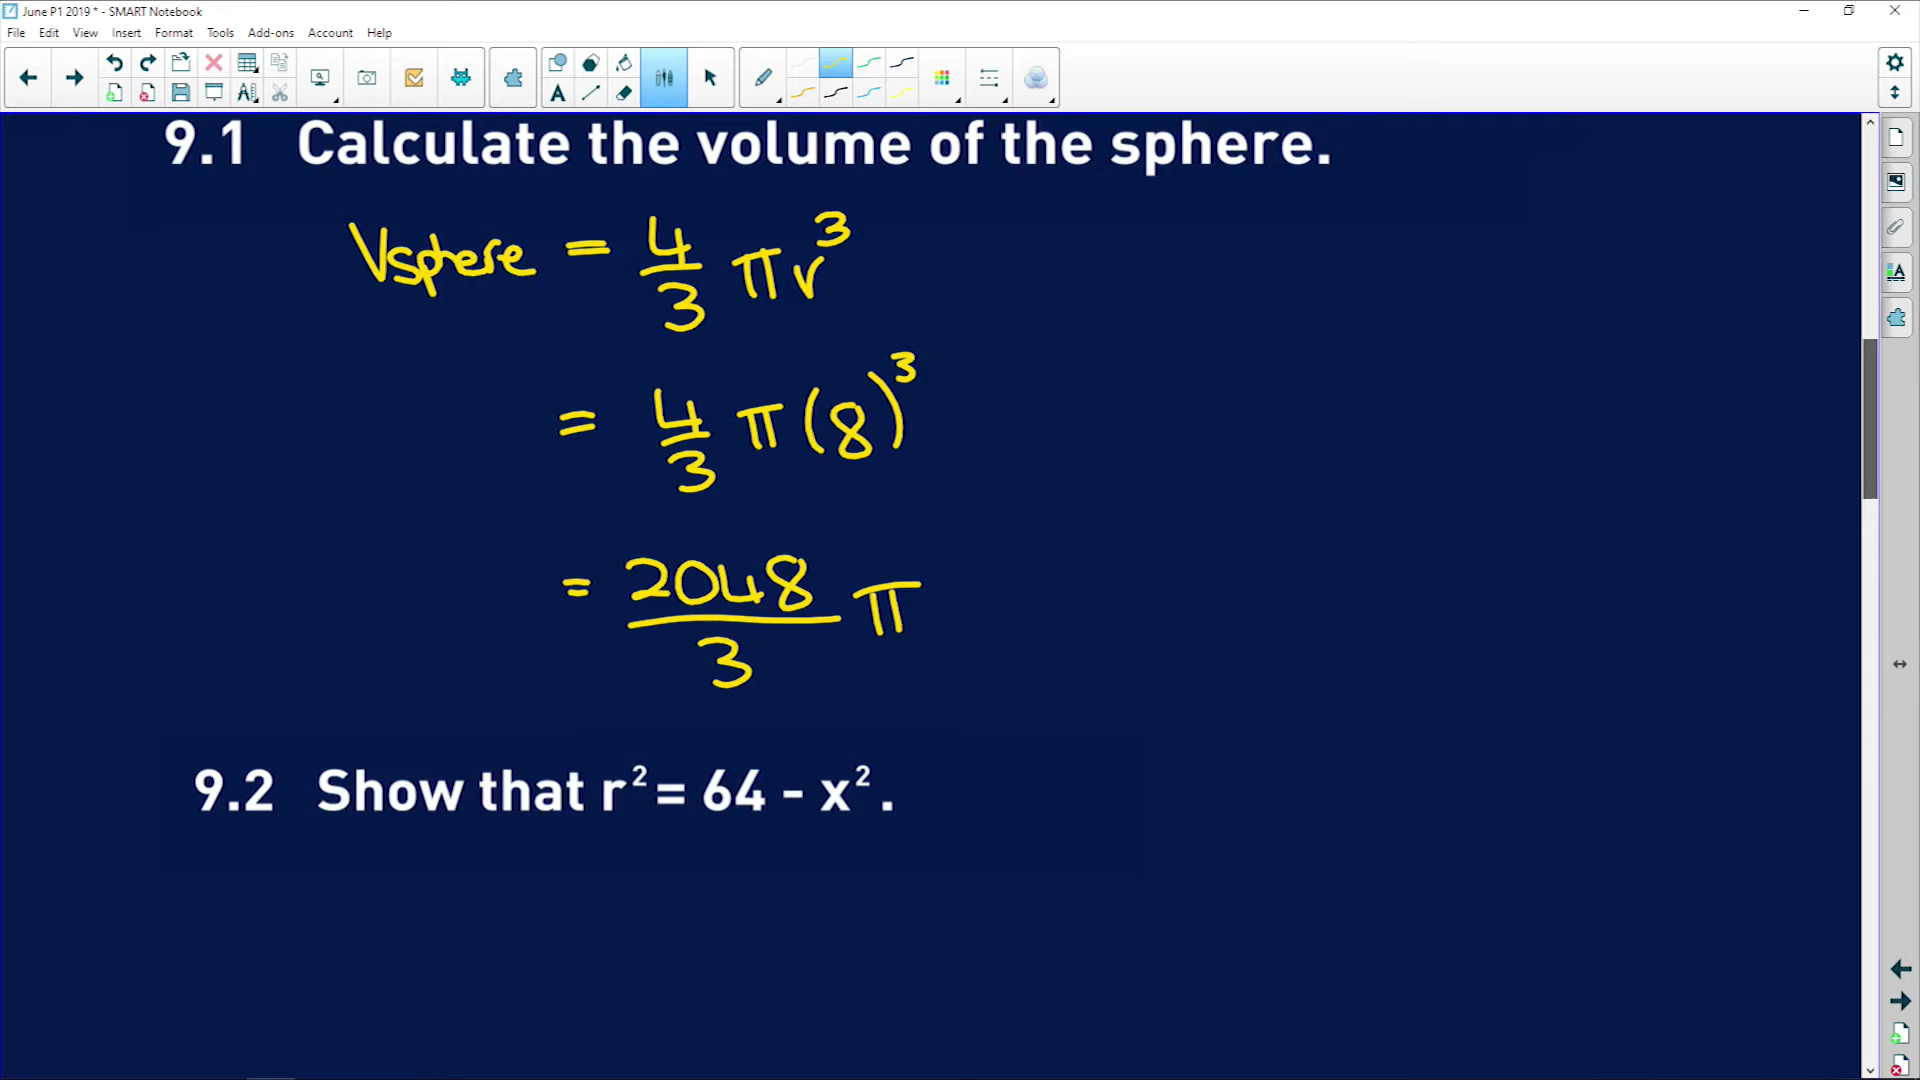 June P1 2019 * - SMART Notebook
File Edit View Insert Format Tools Add-ons Account Help
9.1 Calculate the volume of the sphere.
Vsphere = 4/3 πr³
= 4/3 π(8)³
= 2048/3 π
9.2 Show that r² = 64 - x².